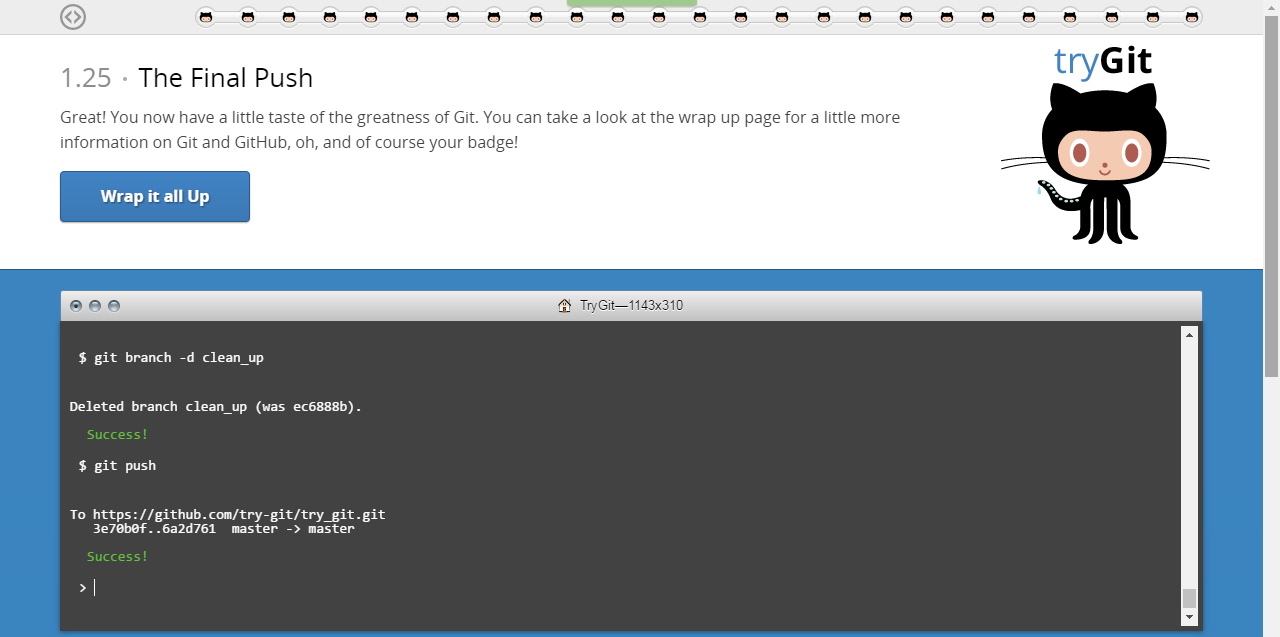 tryGit
1.25 · The Final Push
Great! You now have a little taste of the greatness of Git. You can take a look at the wrap up page for a little more
information on Git and GitHub, oh, and of course your badge!
Wrap it all Up
TryGit—1143x310
$ git branch -d clean_up
Deleted branch clean_up (was ec6888b).
Success!
$ git push
To https://github.com/try-git/try_git.git
3e70b0f..6a2d761 master -> master
Success!
>